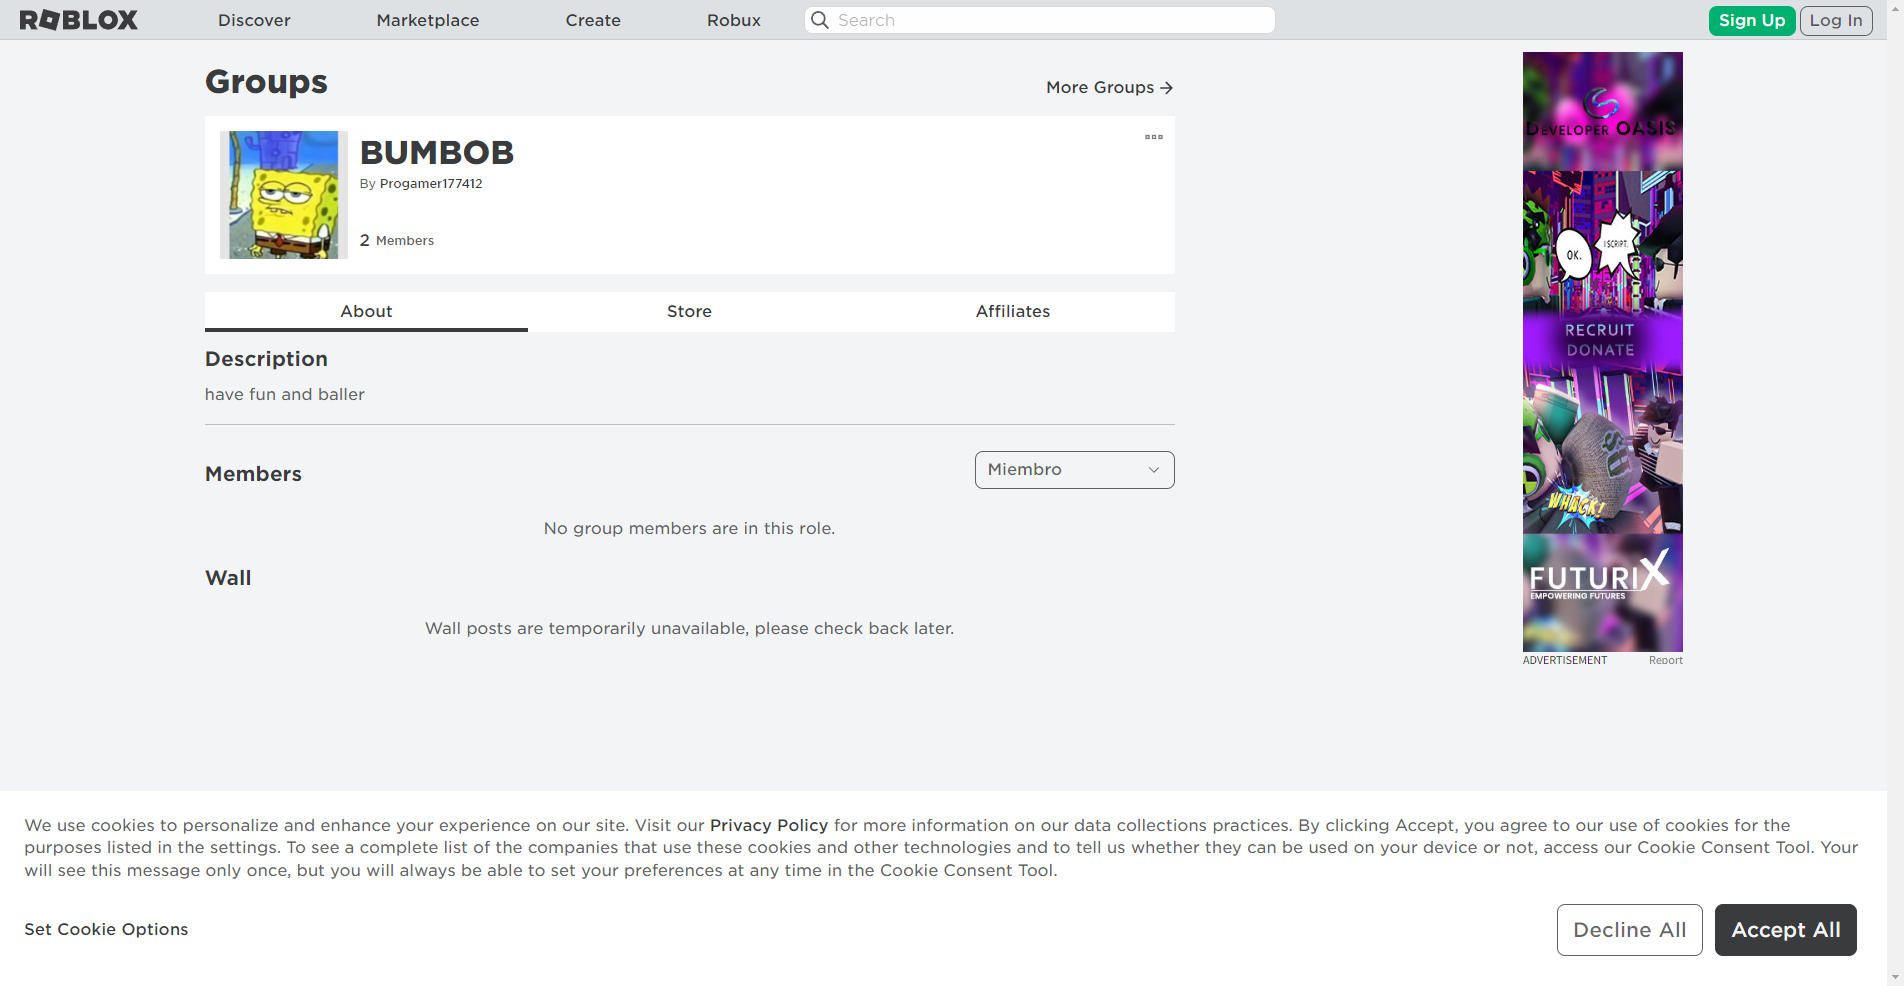 ROBLOX
Discover
Marketplace
Create
Robux
Search
Sign Up
Log In
Groups
More Groups
BUMBOB
By Progamer177412
2 Members
About
Store
Affiliates
Description
have fun and baller
Members
Miembro
No group members are in this role.
Wall
Wall posts are temporarily unavailable, please check back later.
DEVELOPER OASIS
OK.
I SCRIPT.
RECRUIT
DONATE
WHACK!
FUTURIX
EMPOWERING FUTURES
ADVERTISEMENT
Report
We use cookies to personalize and enhance your experience on our site. Visit our Privacy Policy for more information on our data collections practices. By clicking Accept, you agree to our use of cookies for the
purposes listed in the settings. To see a complete list of the companies that use these cookies and other technologies and to tell us whether they can be used on your device or not, access our Cookie Consent Tool. Your
will see this message only once, but you will always be able to set your preferences at any time in the Cookie Consent Tool.
Set Cookie Options
Decline All
Accept All